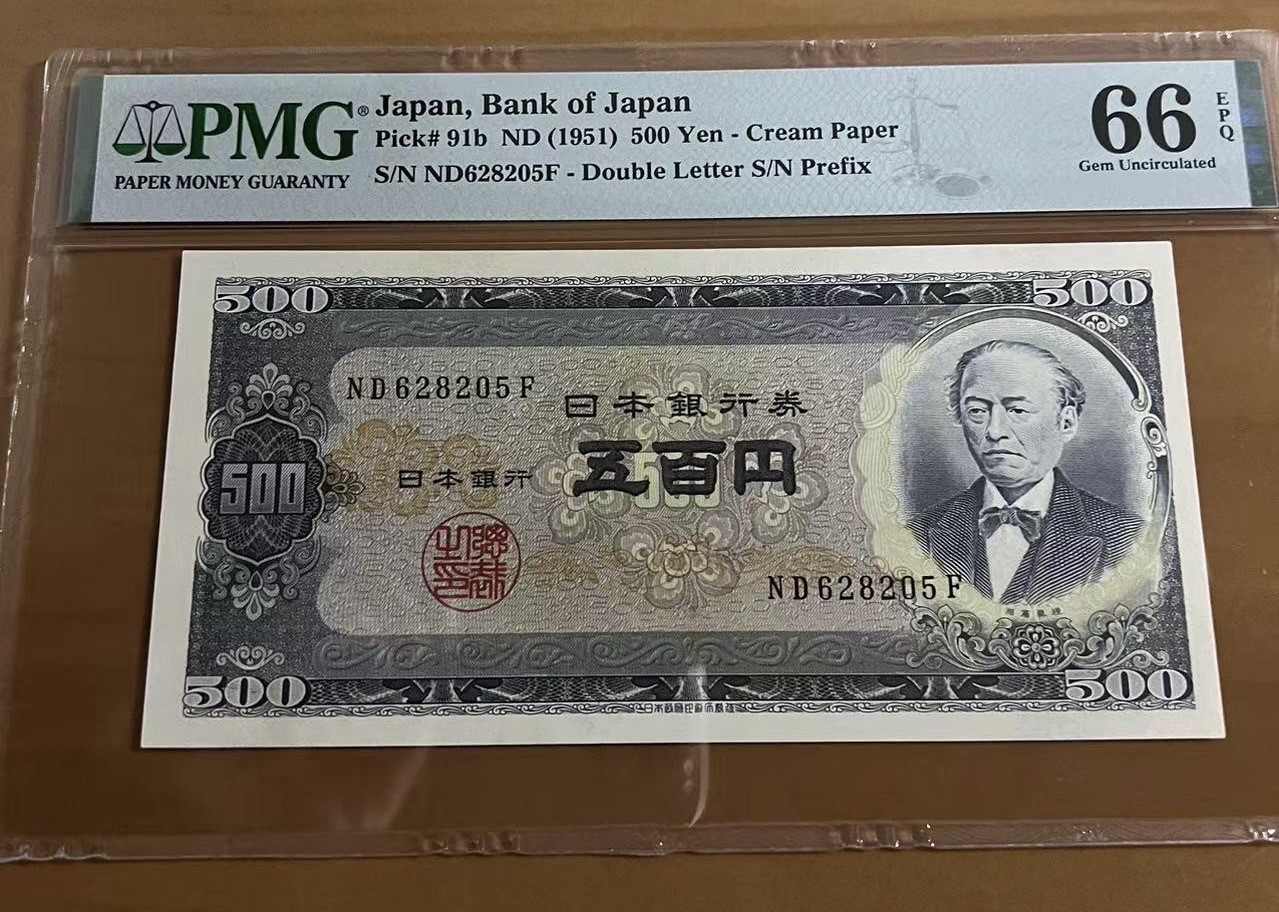 PMG®
PAPER MONEY GUARANTY
Japan, Bank of Japan
Pick# 91b ND (1951) 500 Yen - Cream Paper
S/N ND628205F - Double Letter S/N Prefix
66
EPQ
Gem Uncirculated
500
500
ND628205F
日本銀行券
五百円
500
日本銀行
500
ND628205F
500
500